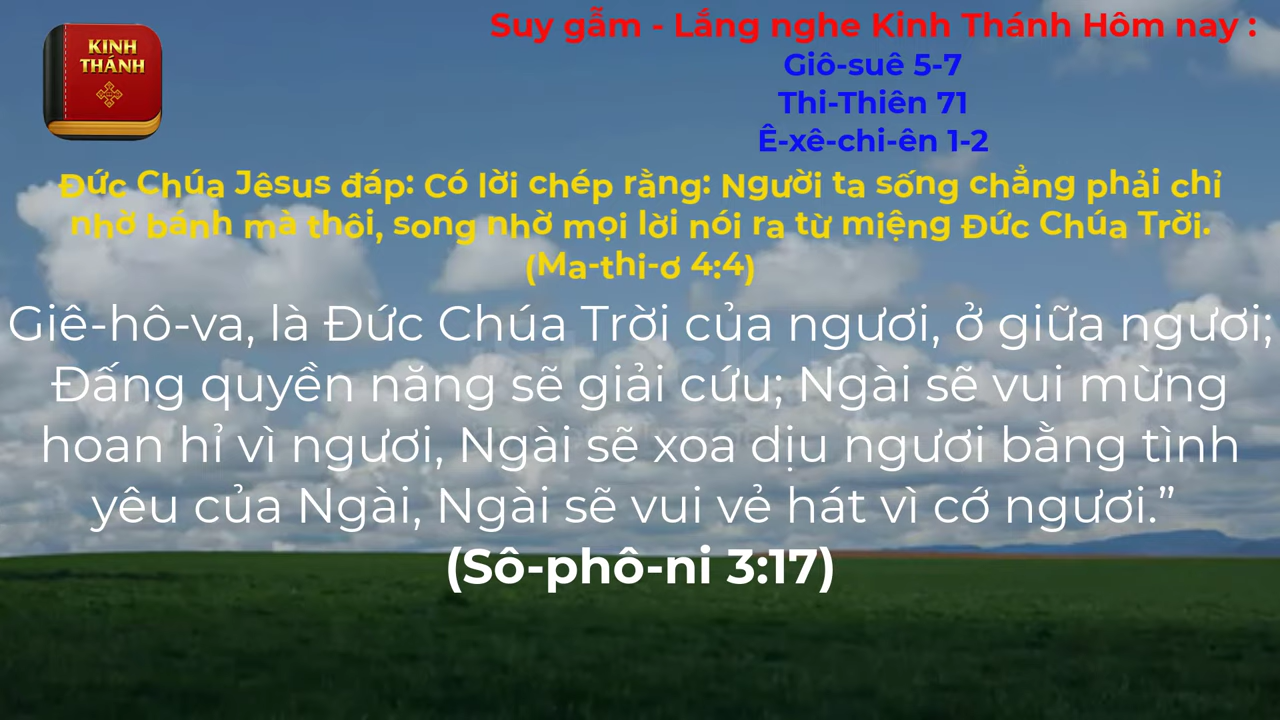 KINH
THÁNH
Suy gẫm - Lắng nghe Kinh Thánh Hôm nay :
Giô-suê 5-7
Thi-Thiên 71
Ê-xê-chi-ên 1-2
Đức Chúa Jêsus đáp: Có lời chép rằng: Người ta sống chẳng phải chỉ
nhờ bánh mà thôi, song nhờ mọi lời nói ra từ miệng Đức Chúa Trời.
(Ma-thi-ơ 4:4)
Giê-hô-va, là Đức Chúa Trời của ngươi, ở giữa ngươi;
Đấng quyền năng sẽ giải cứu; Ngài sẽ vui mừng
hoan hỉ vì ngươi, Ngài sẽ xoa dịu ngươi bằng tình
yêu của Ngài, Ngài sẽ vui vẻ hát vì cớ ngươi.”
(Sô-phô-ni 3:17)